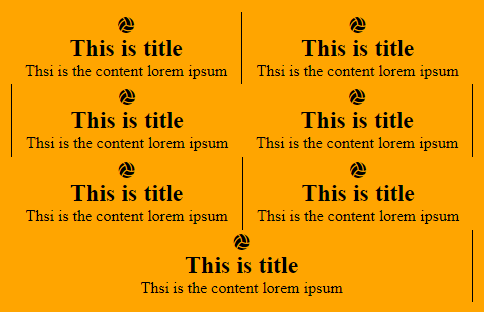 This is title This is title
Thsi is the content lorem ipsum Thsi is the content lorem ipsum
This is title This is title
Thsi is the content lorem ipsum Thsi is the content lorem ipsum
This is title This is title
Thsi is the content lorem ipsum Thsi is the content lorem ipsum
This is title
Thsi is the content lorem ipsum